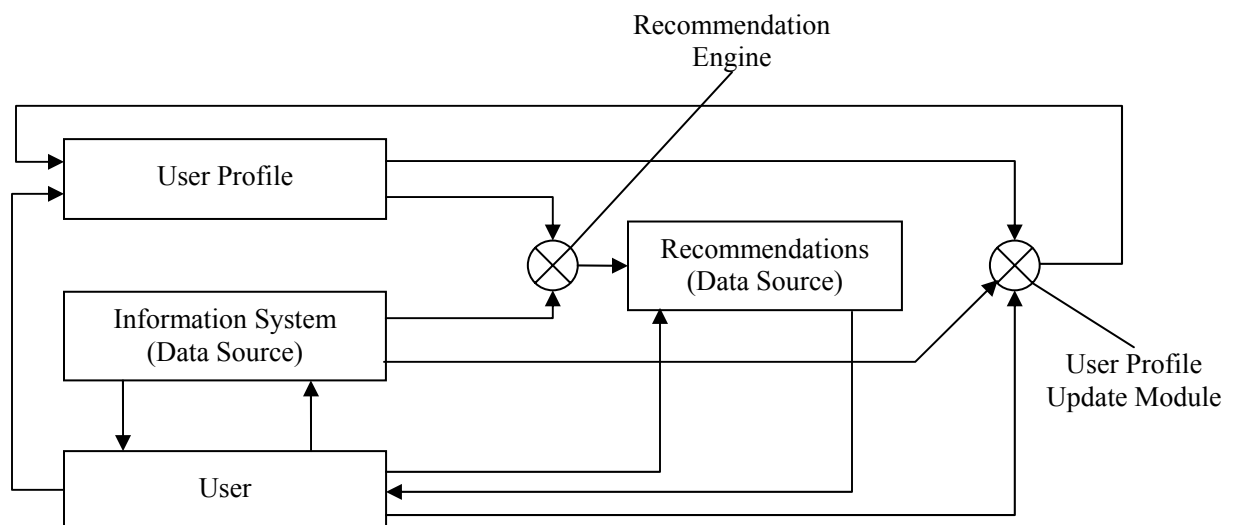 Recommendation
Engine
User Profile
Recommendations
(Data Source)
Information System
(Data Source)
User Profile
Update Module
User